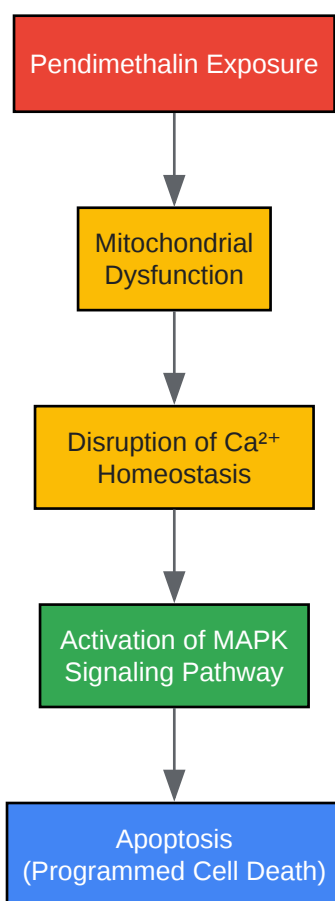 Pendimethalin Exposure
Mitochondrial
Dysfunction
Disruption of Ca²⁺
Homeostasis
Activation of MAPK
Signaling Pathway
Apoptosis
(Programmed Cell Death)